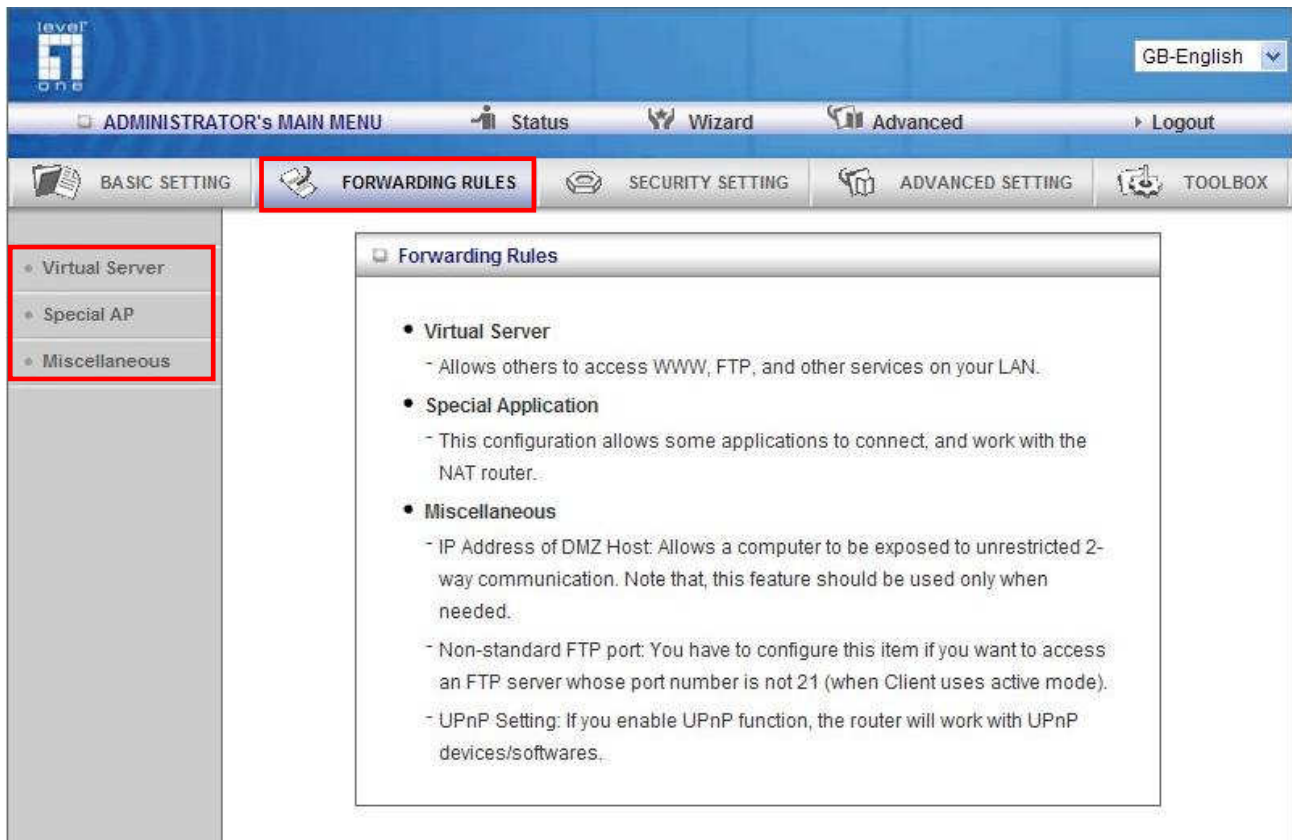 level
one
GB-English
ADMINISTRATOR's MAIN MENU
Status
Wizard
Advanced
Logout
BASIC SETTING
FORWARDING RULES
SECURITY SETTING
ADVANCED SETTING
TOOLBOX
Virtual Server
Special AP
Miscellaneous
Forwarding Rules
• Virtual Server
- Allows others to access WWW, FTP, and other services on your LAN.
• Special Application
- This configuration allows some applications to connect, and work with the
NAT router.
• Miscellaneous
- IP Address of DMZ Host: Allows a computer to be exposed to unrestricted 2-
way communication. Note that, this feature should be used only when
needed.
- Non-standard FTP port: You have to configure this item if you want to access
an FTP server whose port number is not 21 (when Client uses active mode).
- UPnP Setting: If you enable UPnP function, the router will work with UPnP
devices/softwares.